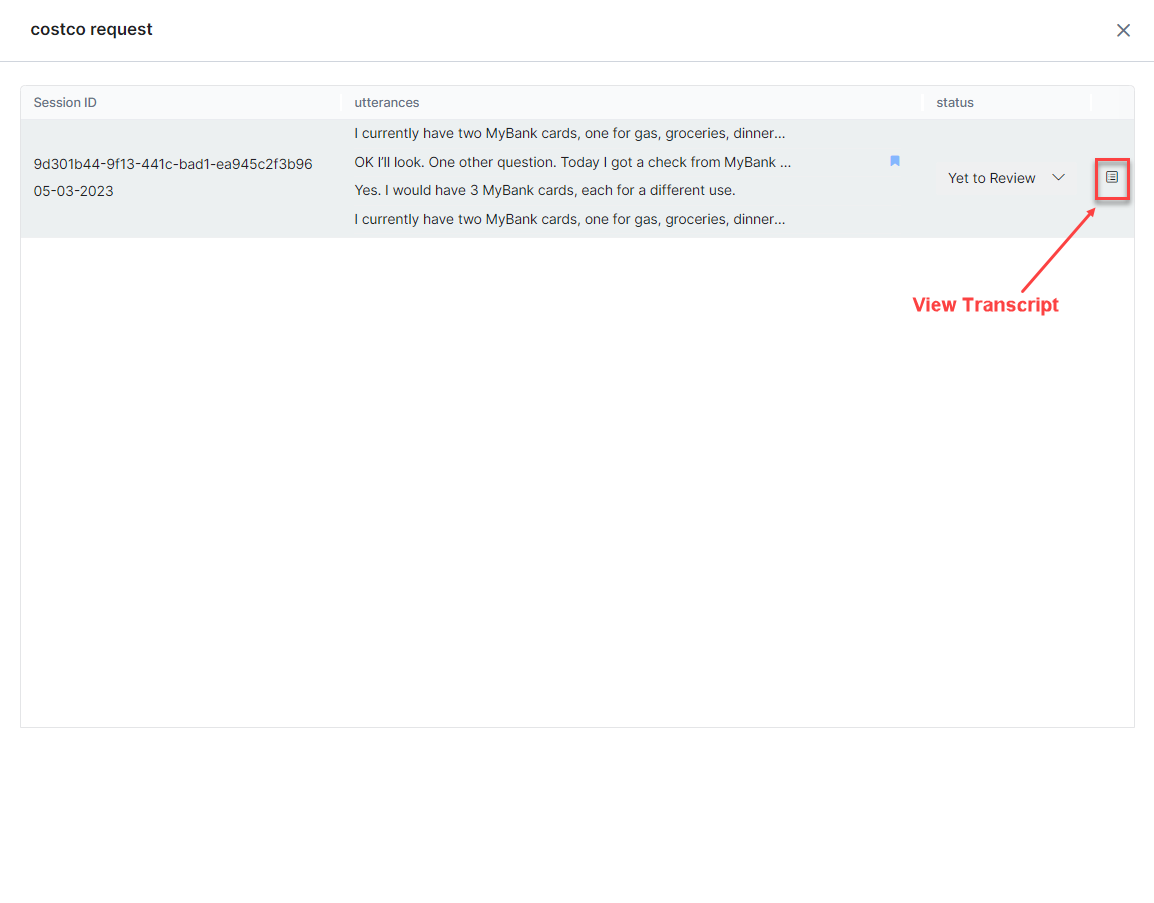 costco request
Session ID utterances status
I currently have two MyBank cards, one for gas, groceries, dinner...
9d301b44-9f13-441c-bad1-ea945c2f3b96
OK I’ll look. One other question. Today I got a check from MyBank ...
Yet to Review
05-03-2023
Yes. I would have 3 MyBank cards, each for a different use.
I currently have two MyBank cards, one for gas, groceries, dinner...
View Transcript